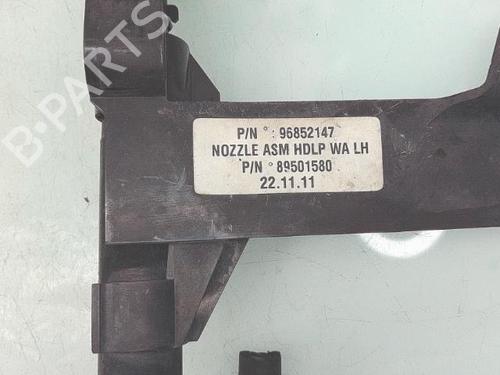 B-PARTS
P/N °: 96852147
NOZZLE ASM HDLP WA LH
P/N ° 89501580
22.11.11